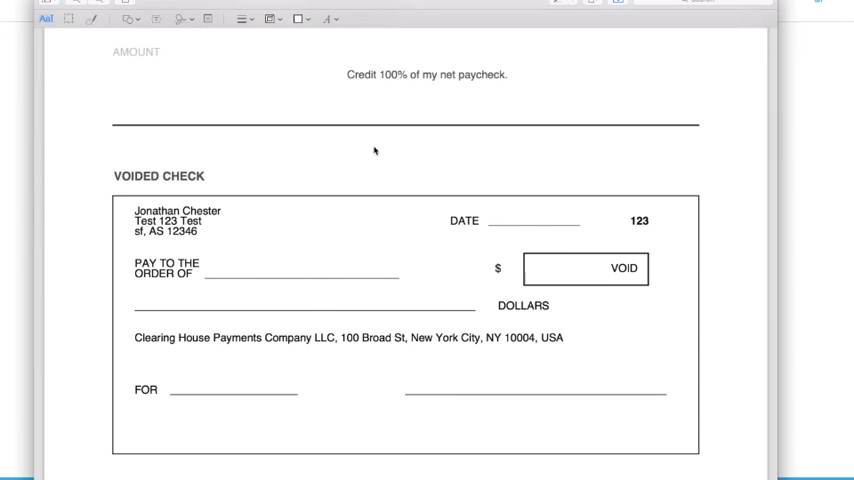 AMOUNT
Credit 100% of my net paycheck.
VOIDED CHECK
Jonathan Chester
Test 123 Test
sf, AS 12346
DATE
123
PAY TO THE
ORDER OF
$
VOID
DOLLARS
Clearing House Payments Company LLC, 100 Broad St, New York City, NY 10004, USA
FOR